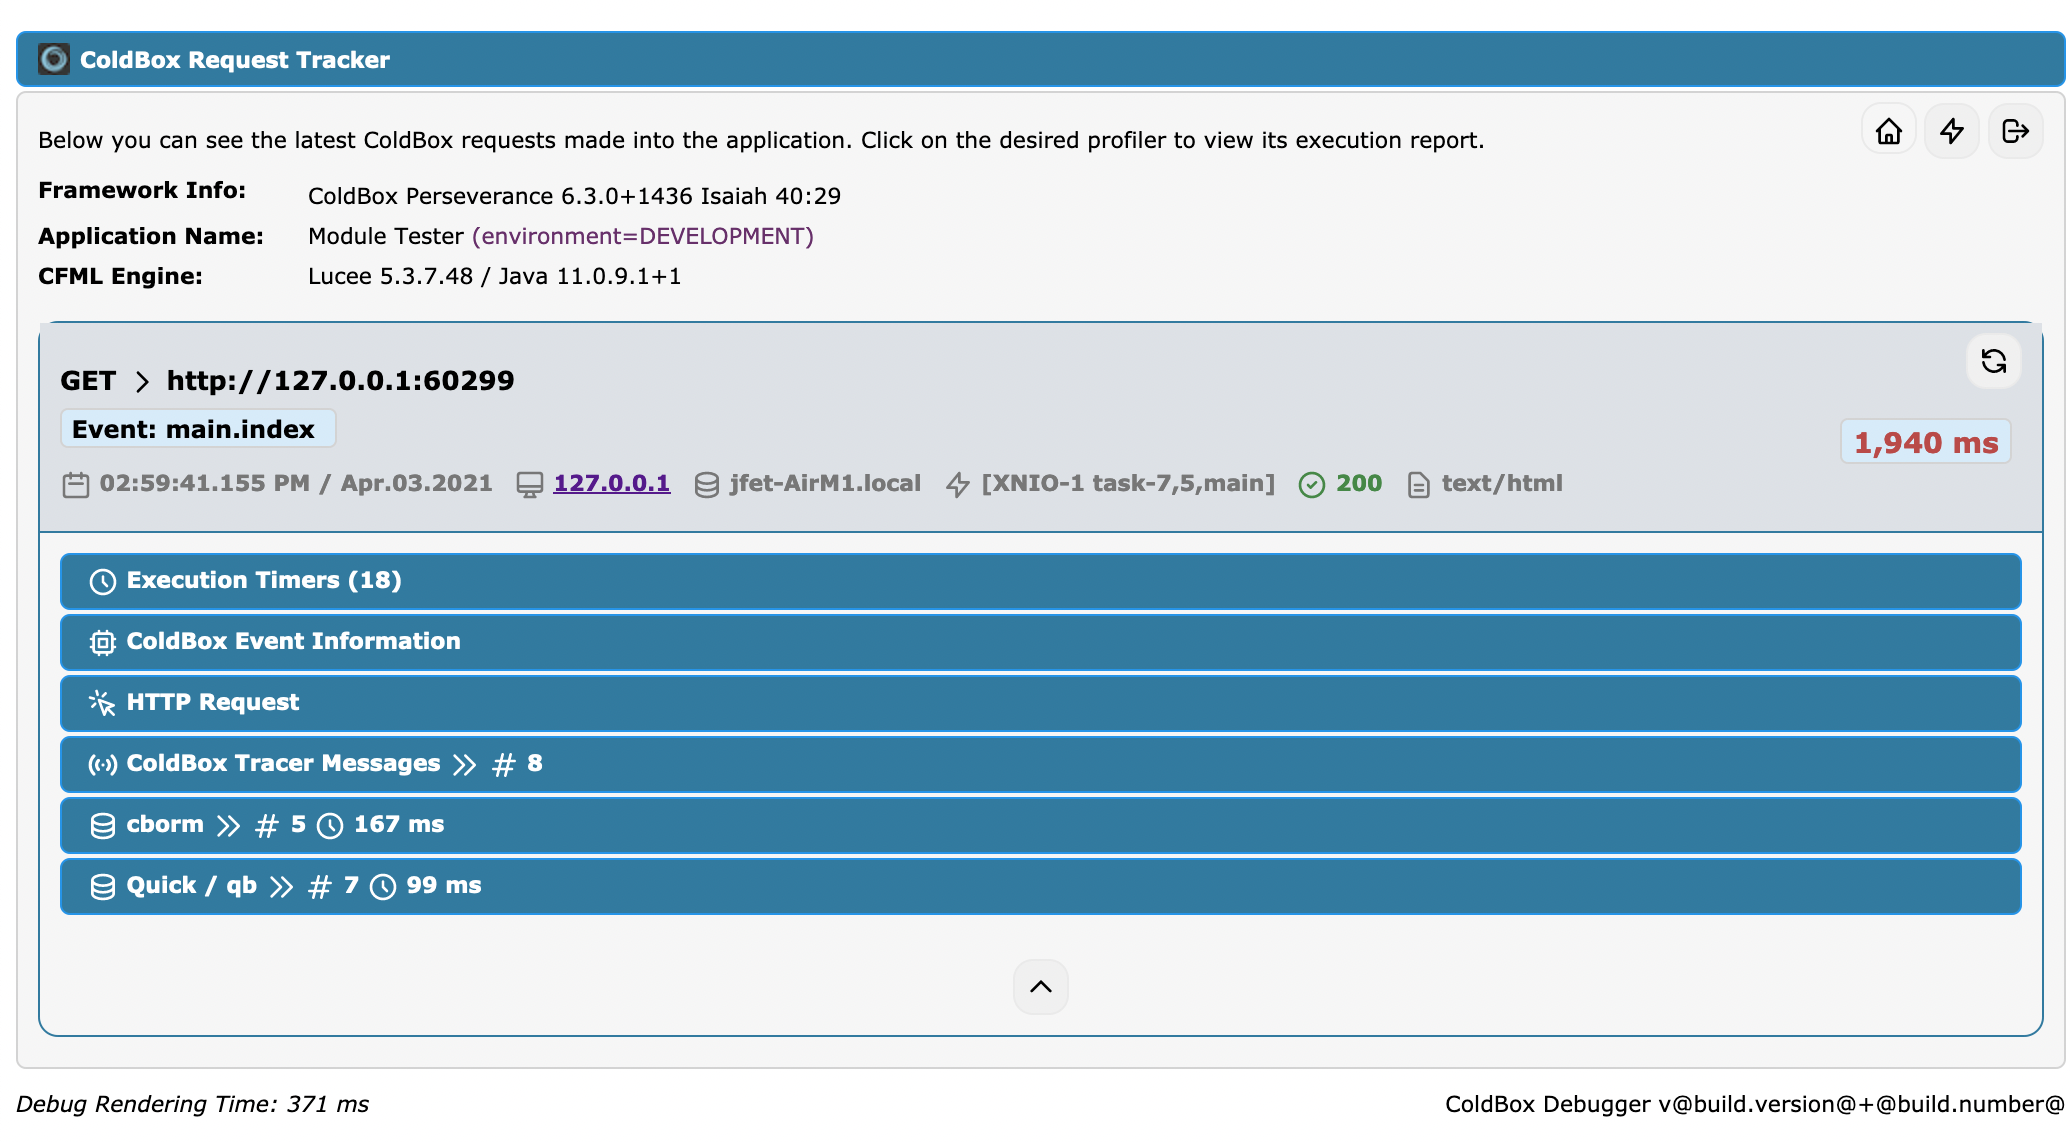 ColdBox Request Tracker
Below you can see the latest ColdBox requests made into the application. Click on the desired profiler to view its execution report.
Framework Info: ColdBox Perseverance 6.3.0+1436 Isaiah 40:29
Application Name: Module Tester (environment=DEVELOPMENT)
CFML Engine: Lucee 5.3.7.48 / Java 11.0.9.1+1
GET > http://127.0.0.1:60299
Event: main.index
1,940 ms
02:59:41.155 PM / Apr.03.2021 127.0.0.1 jfet-AirM1.local [XNIO-1 task-7,5,main] 200 text/html
Execution Timers (18)
ColdBox Event Information
HTTP Request
ColdBox Tracer Messages >> # 8
cborm >> # 5 167 ms
Quick / qb >> # 7 99 ms
Debug Rendering Time: 371 ms
ColdBox Debugger v@build.version@+@build.number@